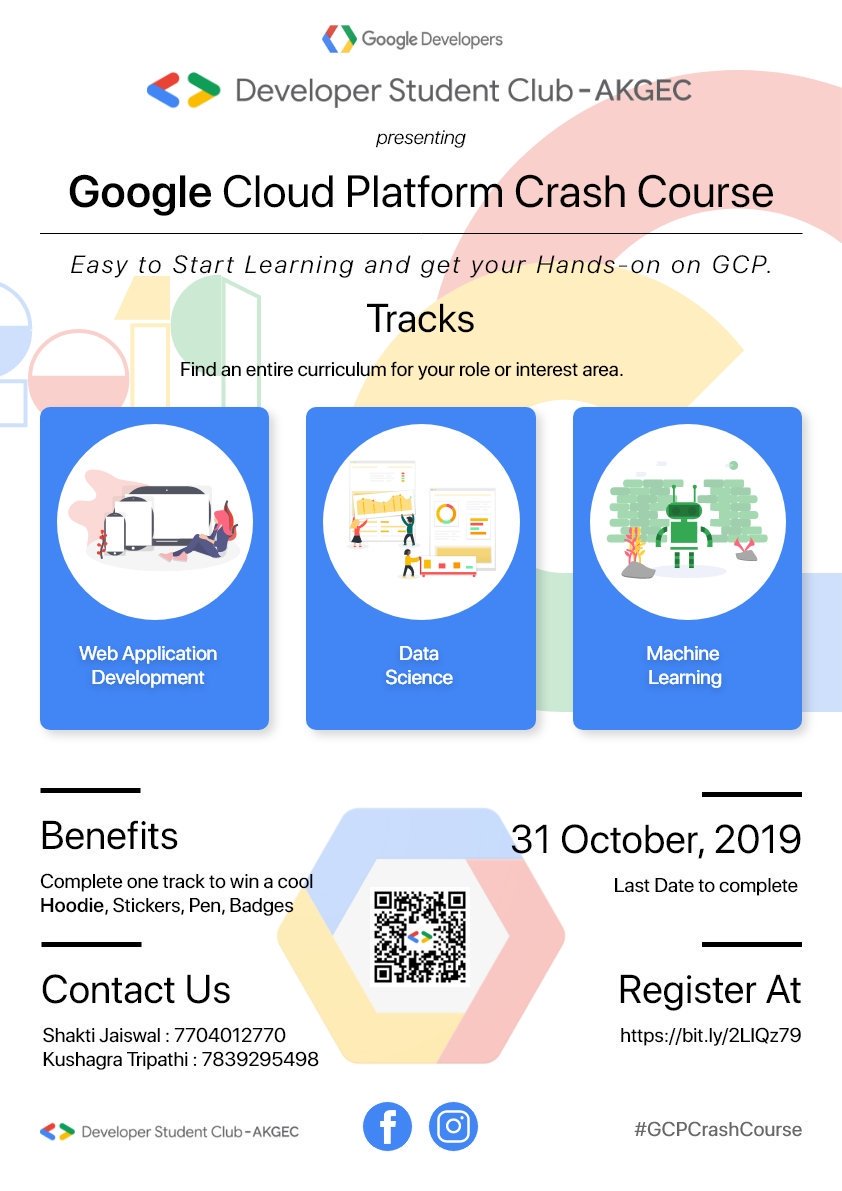 Google Developers
Developer Student Club - AKGEC
presenting
Google Cloud Platform Crash Course
Easy to Start Learning and get your Hands-on on GCP.
Tracks
Find an entire curriculum for your role or interest area.
Web Application
Development
Data
Science
Machine
Learning
Benefits
Complete one track to win a cool
Hoodie, Stickers, Pen, Badges
31 October, 2019
Last Date to complete
Contact Us
Shakti Jaiswal : 7704012770
Kushagra Tripathi : 7839295498
Register At
https://bit.ly/2LIQz79
Developer Student Club - AKGEC
#GCPCrashCourse